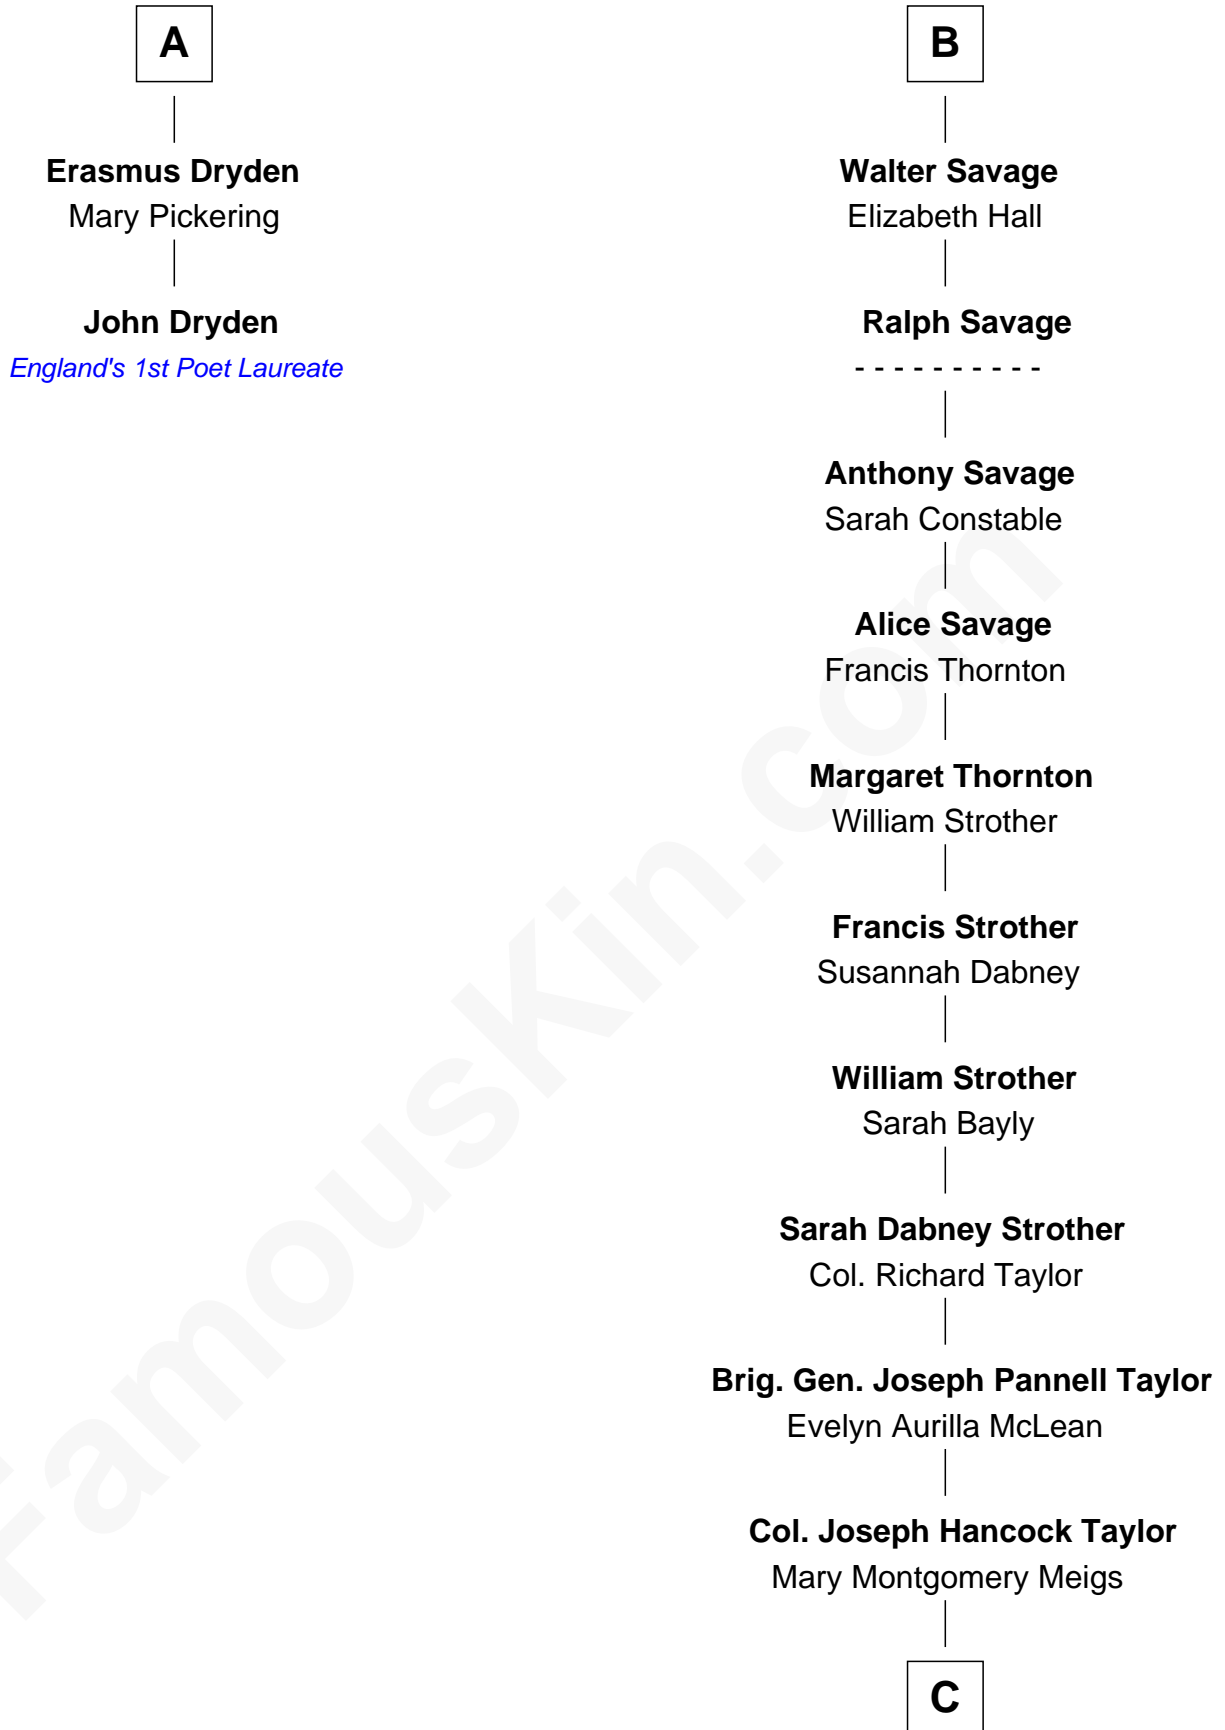 A
Erasmus Dryden
Mary Pickering
John Dryden
England's 1st Poet Laureate
B
Walter Savage
Elizabeth Hall
Ralph Savage
- - - - - - - - - -
Anthony Savage
Sarah Constable
Alice Savage
Francis Thornton
Margaret Thornton
William Strother
Francis Strother
Susannah Dabney
William Strother
Sarah Bayly
Sarah Dabney Strother
Col. Richard Taylor
Brig. Gen. Joseph Pannell Taylor
Evelyn Aurilla McLean
Col. Joseph Hancock Taylor
Mary Montgomery Meigs
C
FamousKin.com